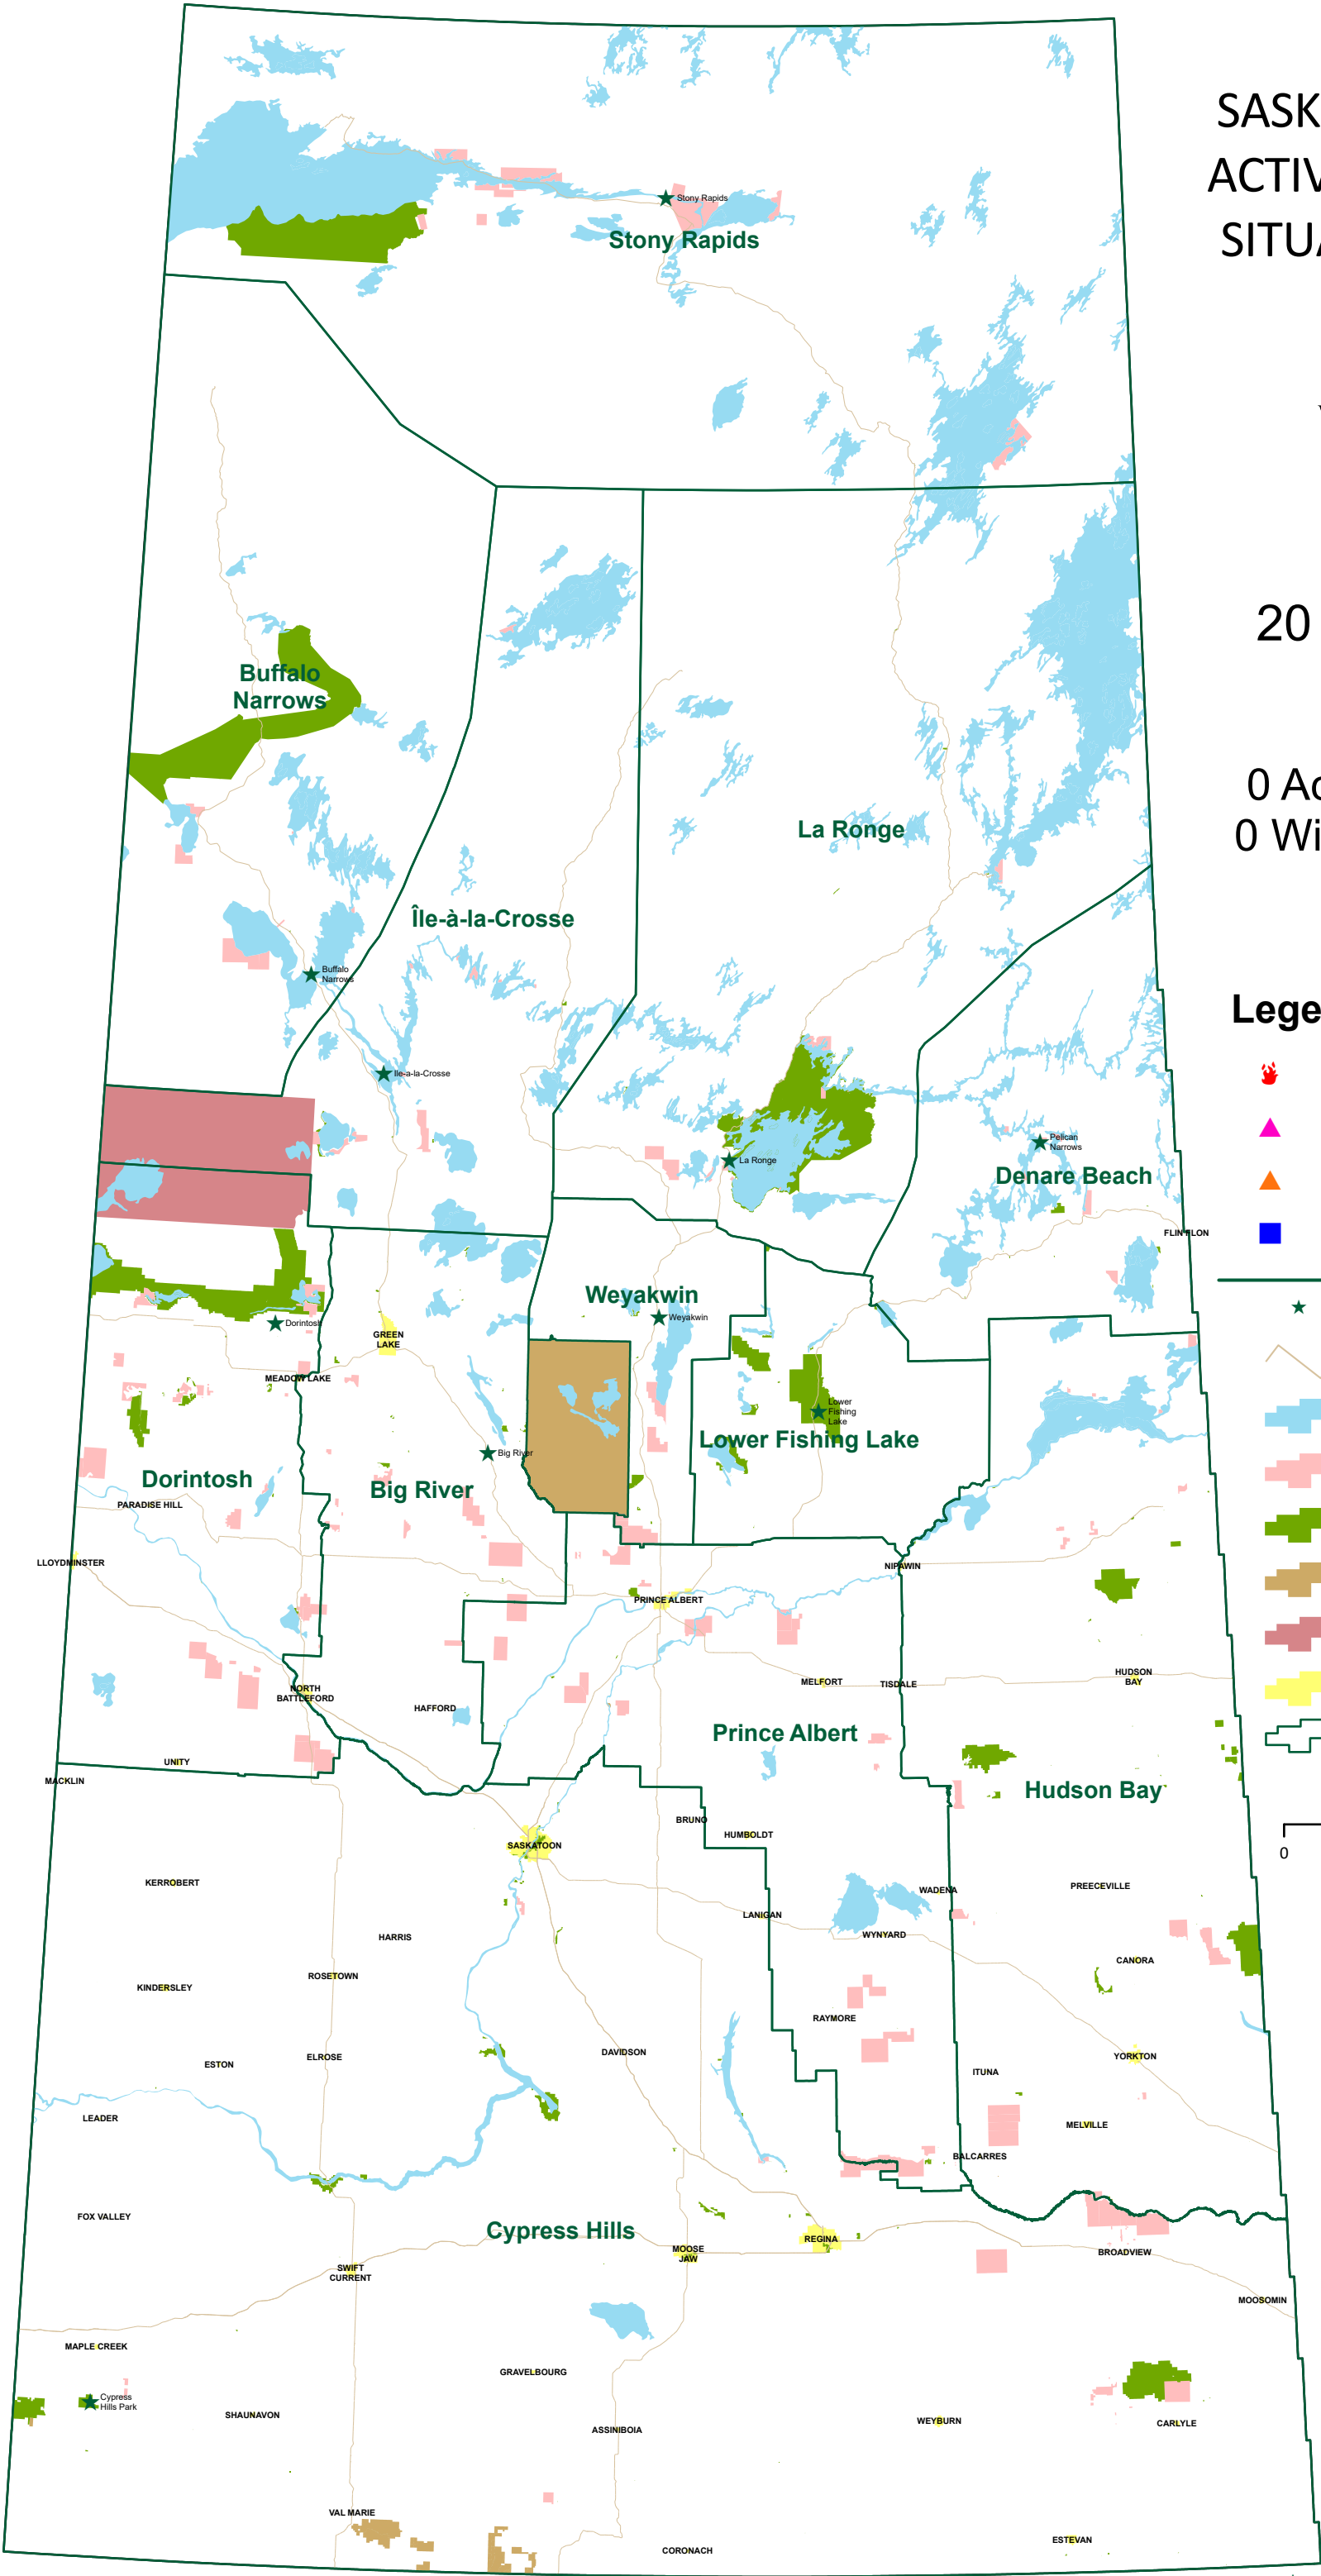 SASK
ACTIV
SITUA
20
0 Ac
0 Wi
Lege
0
Stony Rapids
Stony Rapids
Buffalo
Narrows
La Ronge
Île-à-la-Crosse
Buffalo
Narrows
Ile-a-la-Crosse
Pelican
Narrows
La Ronge
Denare Beach
FLIN FLON
Weyakwin
Weyakwin
Dorintosh
GREEN
LAKE
MEADOW LAKE
Lower
Fishing
Lake
Lower Fishing Lake
Big River
Dorintosh
Big River
PARADISE HILL
LLOYDMINSTER
NIPAWIN
PRINCE ALBERT
HUDSON
BAY
MELFORT
TISDALE
NORTH
BATTLEFORD
HAFFORD
Prince Albert
UNITY
MACKLIN
Hudson Bay
BRUNO
HUMBOLDT
SASKATOON
KERROBERT
PREECEVILLE
WADENA
LANIGAN
WYNYARD
HARRIS
CANORA
ROSETOWN
KINDERSLEY
RAYMORE
DAVIDSON
YORKTON
ELROSE
ESTON
ITUNA
LEADER
MELVILLE
BALCARRES
FOX VALLEY
Cypress Hills
REGINA
MOOSE
JAW
BROADVIEW
SWIFT
CURRENT
MOOSOMIN
MAPLE CREEK
GRAVELBOURG
Cypress
Hills Park
SHAUNAVON
WEYBURN
CARLYLE
ASSINIBOIA
VAL MARIE
ESTEVAN
CORONACH